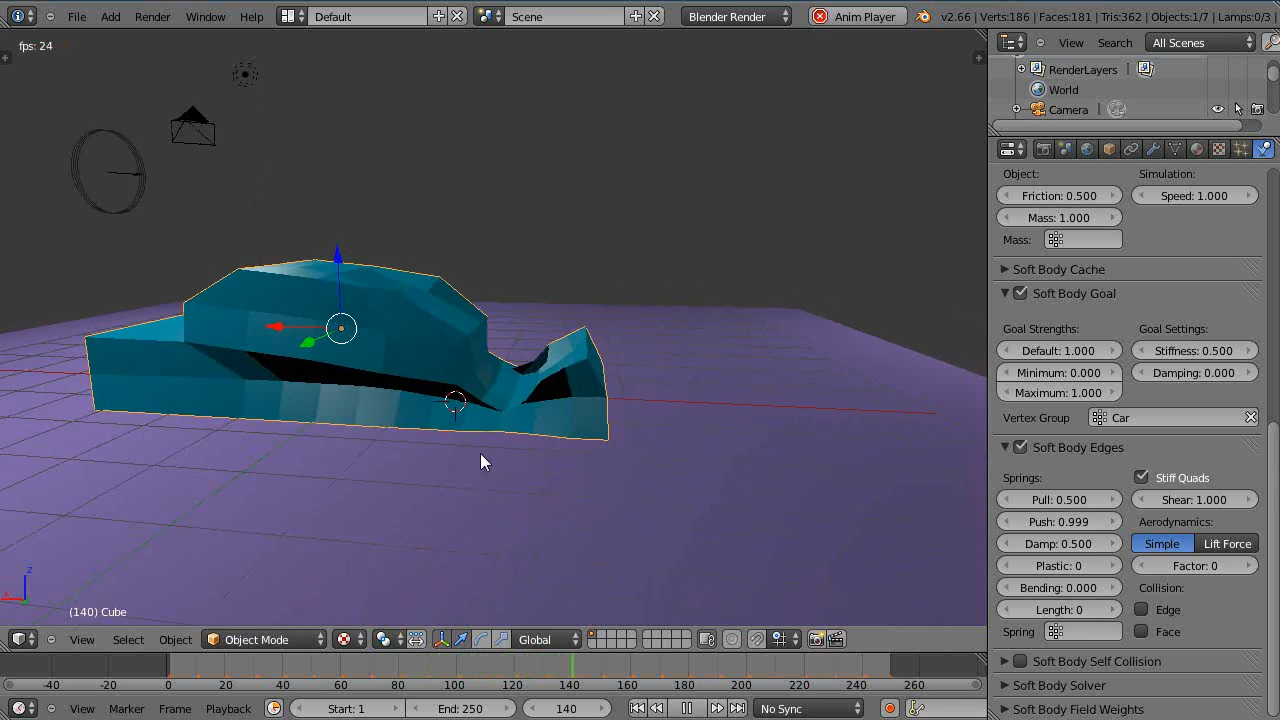 File Add Render Window Help Default Scene Blender Render Anim Player v2.66 | Verts:186 | Faces:181 | Tris:362 | Objects:1/7 | Lamps:0/3 |
fps: 24
View Search All Scenes
RenderLayers |
World
Camera |
Object: Simulation:
Friction: 0.500 Speed: 1.000
Mass: 1.000
Mass:
Soft Body Cache
Soft Body Goal
Goal Strengths: Goal Settings:
Default: 1.000 Stiffness: 0.500
Minimum: 0.000 Damping: 0.000
Maximum: 1.000
Vertex Group Car
Soft Body Edges
Springs: Stiff Quads
Pull: 0.500 Shear: 1.000
Push: 0.999 Aerodynamics:
Damp: 0.500 Simple Lift Force
Plastic: 0 Factor: 0
Bending: 0.000 Collision:
Length: 0 Edge
Spring Face
Soft Body Self Collision
Soft Body Solver
Soft Body Field Weights
z
x
(140) Cube
View Select Object Object Mode Global
-40 -20 0 20 40 60 80 100 120 140 160 180 200 220 240 260
View Marker Frame Playback Start: 1 End: 250 140 No Sync